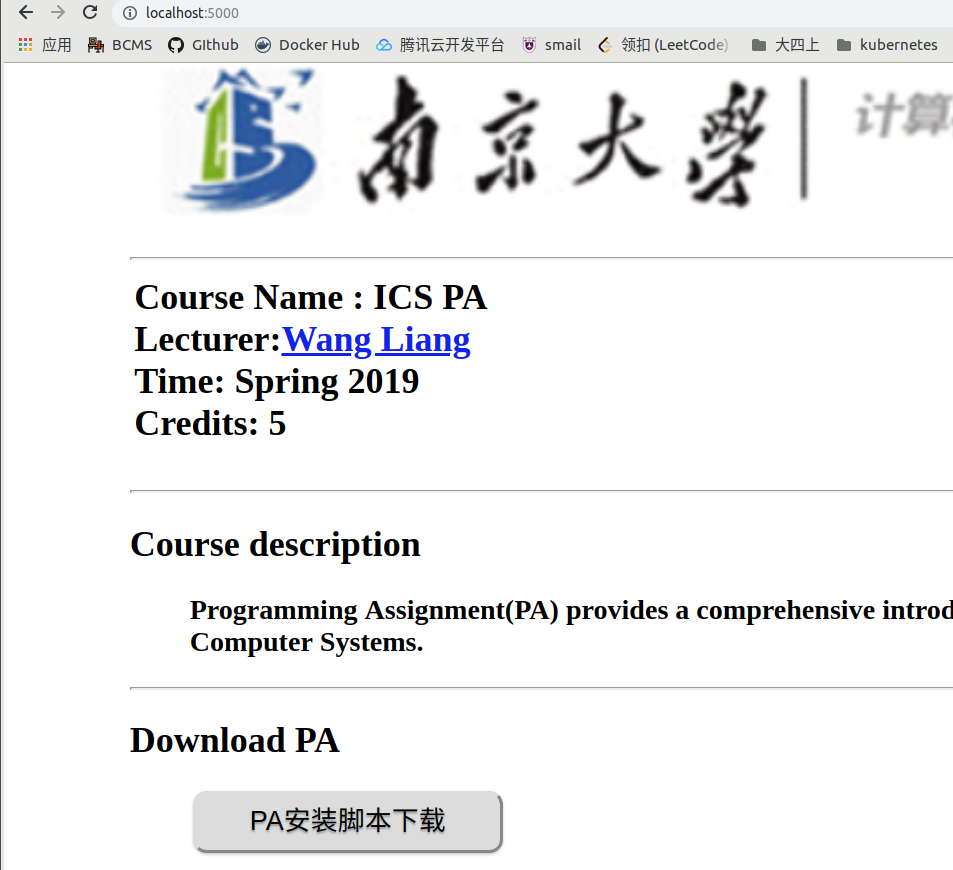 localhost:5000
应用 BCMS GIthub Docker Hub 腾讯云开发平台 smail 领扣 (LeetCode) 大四上 kubernetes
南京大學 计算
Course Name : ICS PA
Lecturer:Wang Liang
Time: Spring 2019
Credits: 5
Course description
Programming Assignment(PA) provides a comprehensive
Computer Systems.
Download PA
PA安装脚本下载